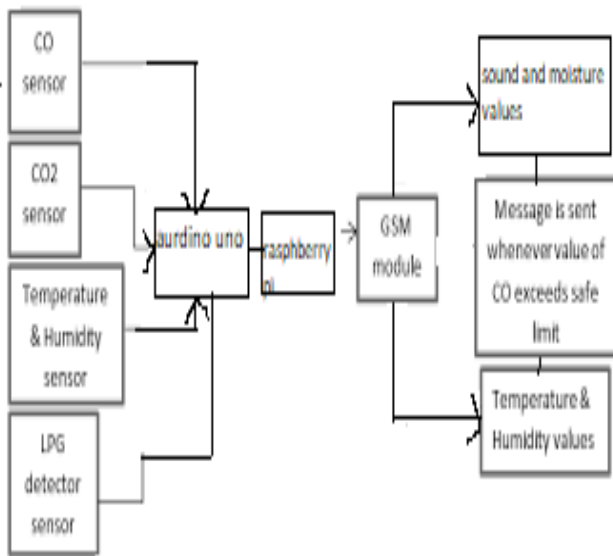 CO
sensor
CO2
sensor
Temperature
& Humidity
sensor
LPG
detector
sensor
aurdino uno
rasphberry
pi
GSM
module
sound and moisture
values
Message is sent
whenever value of
CO exceeds safe
limit
Temperature &
Humidity values